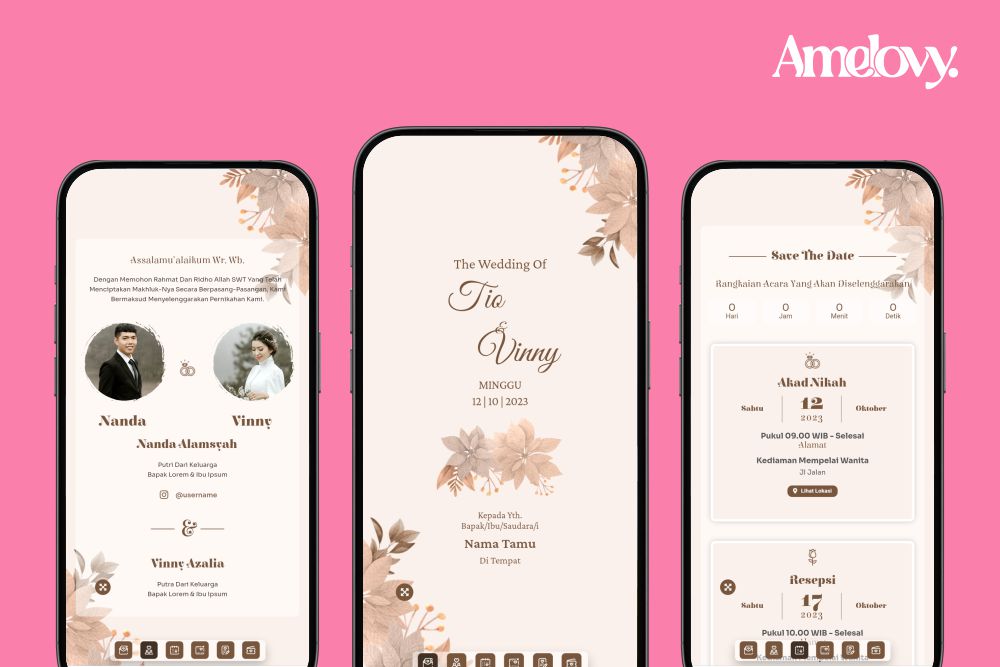 Amelovy.
Assalamu'alaikum Wr. Wb.
Dengan Memohon Rahmat Dan Ridho Allah SWT Yang Telah
Menciptakan Makhluk-Nya Secara Berpasang-Pasangan, Kami
Bermaksud Menyelenggarakan Pernikahan Kami.
Nanda
Vinny
Nanda Alamsyah
Putri Dari Keluarga
Bapak Lorem & Ibu Ipsum
@username
&
Vinny Azalia
Putra Dari Keluarga
Bapak Lorem & Ibu Ipsum
The Wedding Of
Tio
&
Vinny
MINGGU
12 | 10 | 2023
Kepada Yth.
Bapak/Ibu/Saudara/i
Nama Tamu
Di Tempat
Save The Date
Rangkaian Acara Yang Akan Diselenggarakan
0 0 0 0
Hari Jam Menit Detik
Akad Nikah
Sabtu 12 Oktober
2023
Pukul 09.00 WIB - Selesai
Alamat
Kediaman Mempelai Wanita
Jl Jalan
Lihat Lokasi
Resepsi
Sabtu 17 Oktober
2023
Pukul 10.00 WIB - Selesai